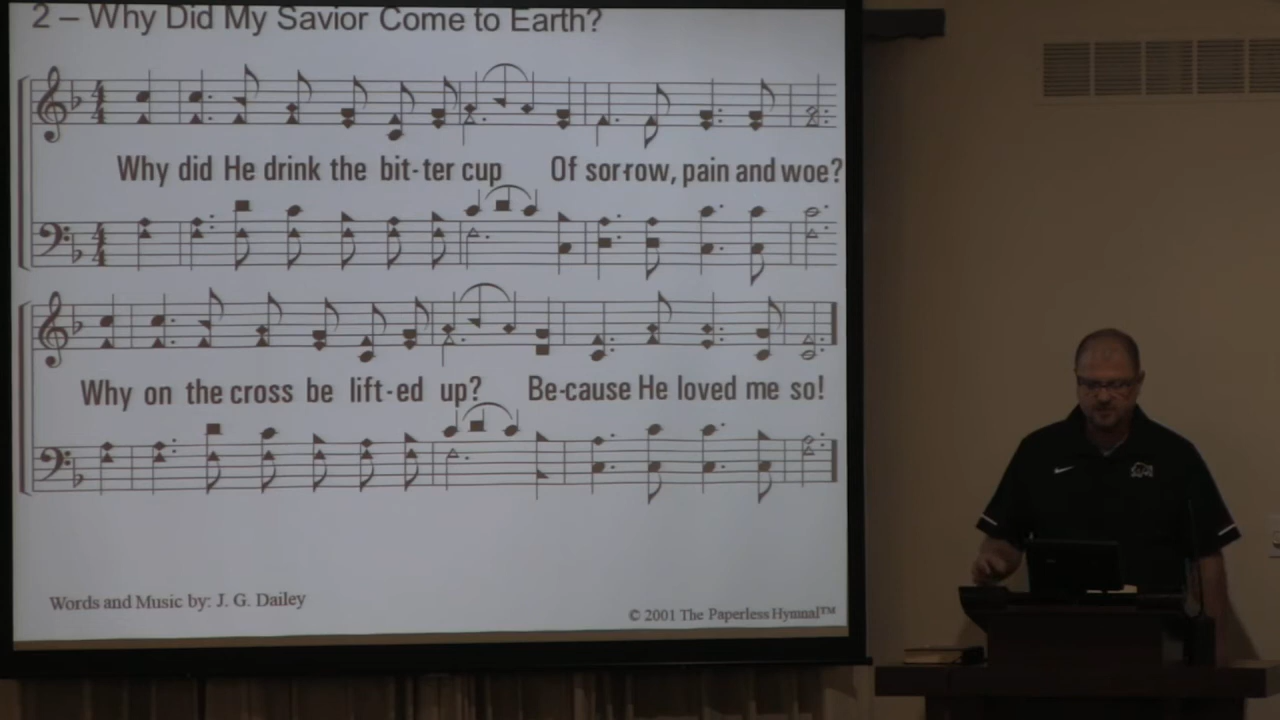 2 – Why Did My Savior Come to Earth?
Why did He drink the bit-ter cup Of sor-row, pain and woe?
Why on the cross be lift-ed up? Be-cause He loved me so!
Words and Music by: J. G. Dailey
© 2001 The Paperless Hymnal™